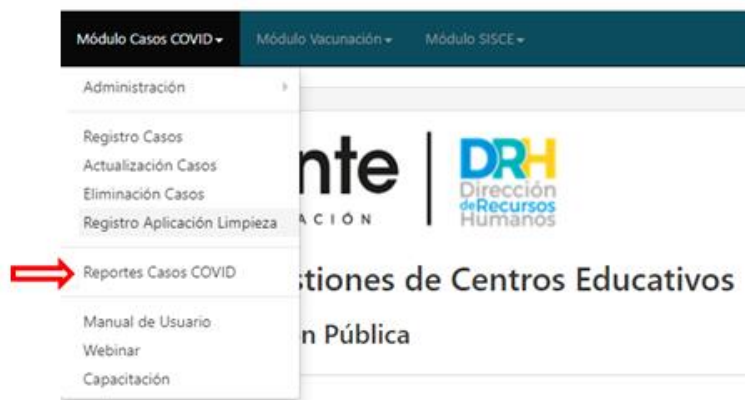 Módulo Casos COVID
Módulo Vacunación
Módulo SISCE
Administración
Registro Casos
Actualización Casos
Eliminación Casos
Registro Aplicación Limpieza
Reportes Casos COVID
Manual de Usuario
Webinar
Capacitación
nte
ACIÓN
DRH
Dirección
de Recursos
Humanos
stiones de Centros Educativos
n Pública